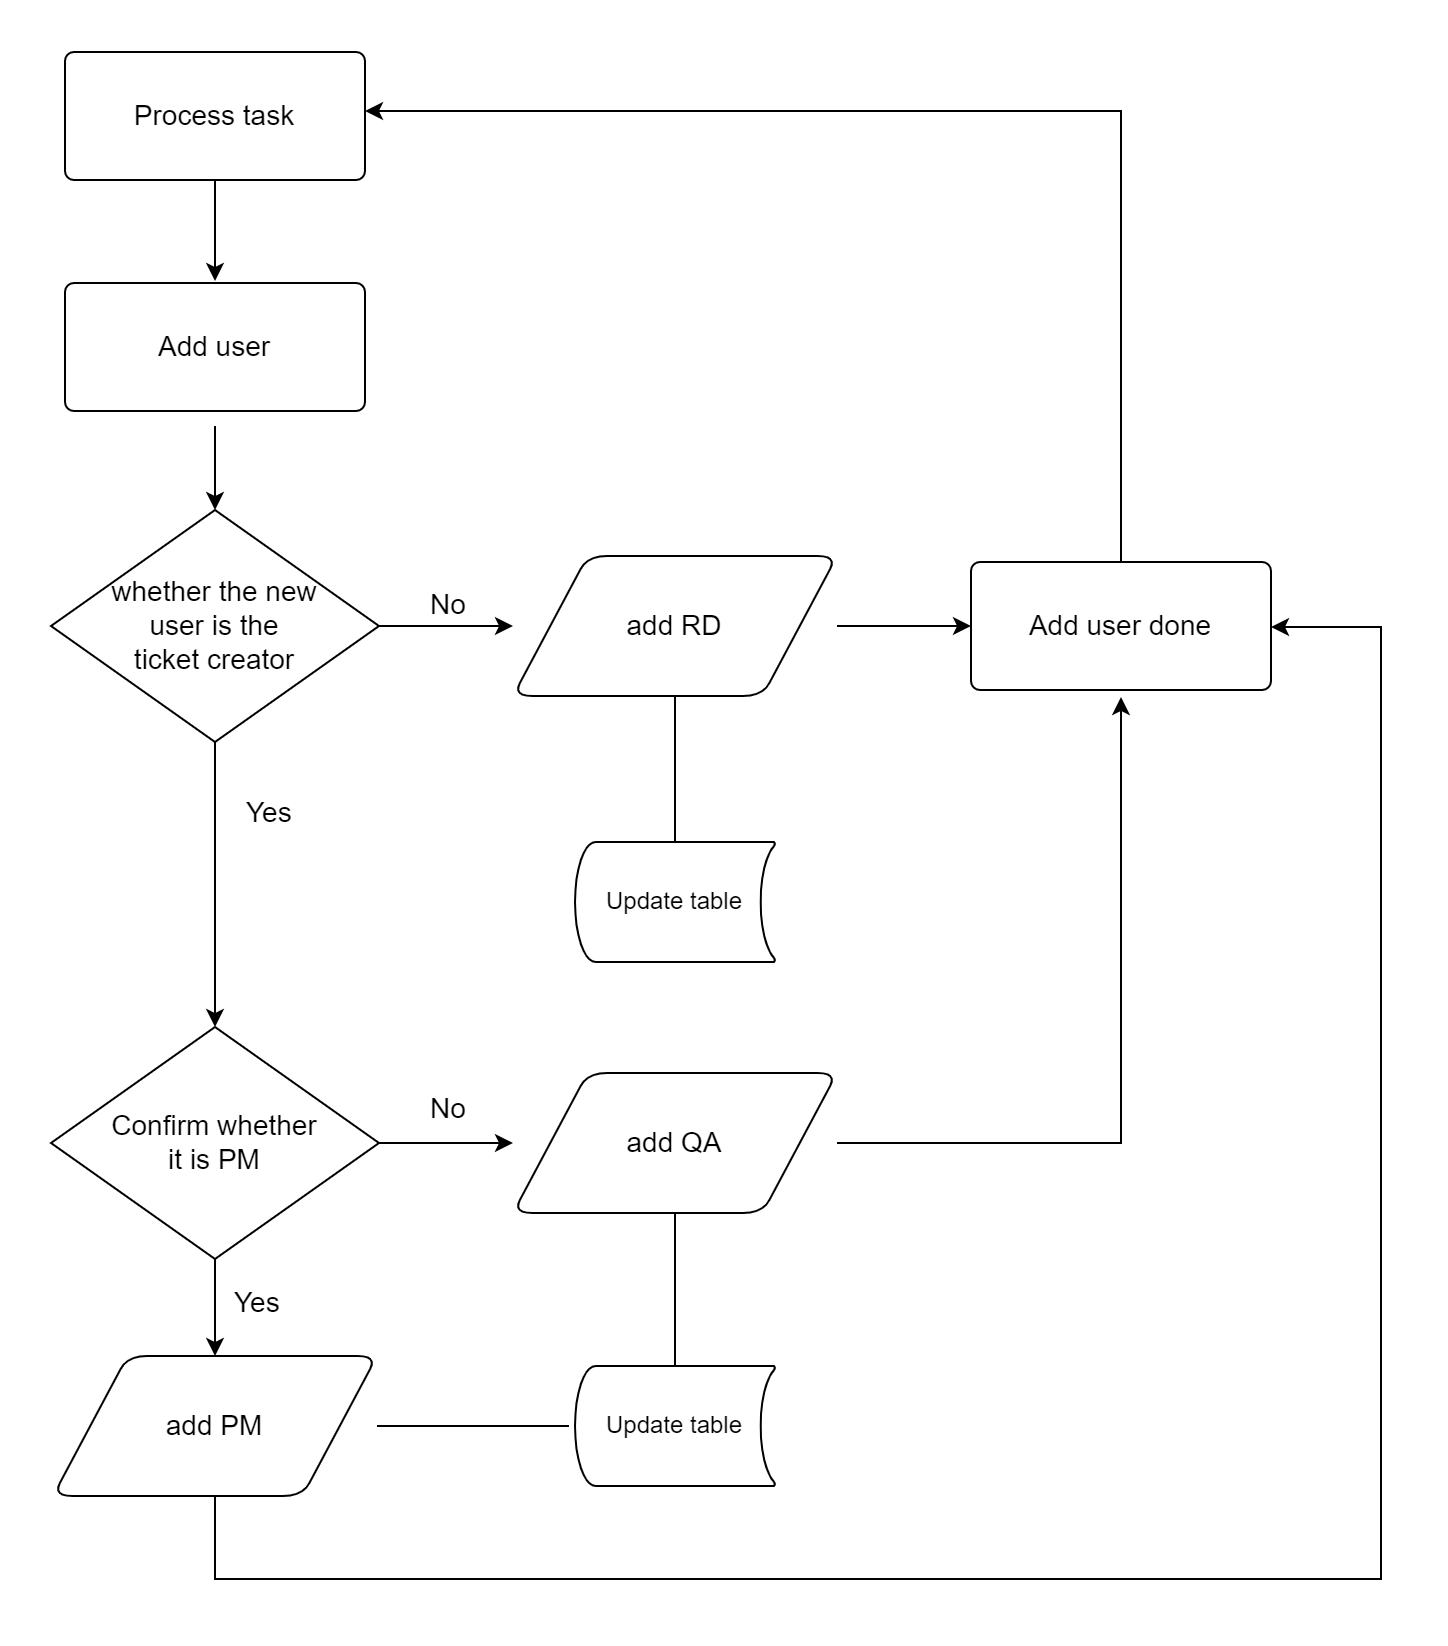 Process task
Add user
whether the new
user is the
ticket creator
No
add RD
Add user done
Yes
Update table
Confirm whether
it is PM
No
add QA
Yes
add PM
Update table